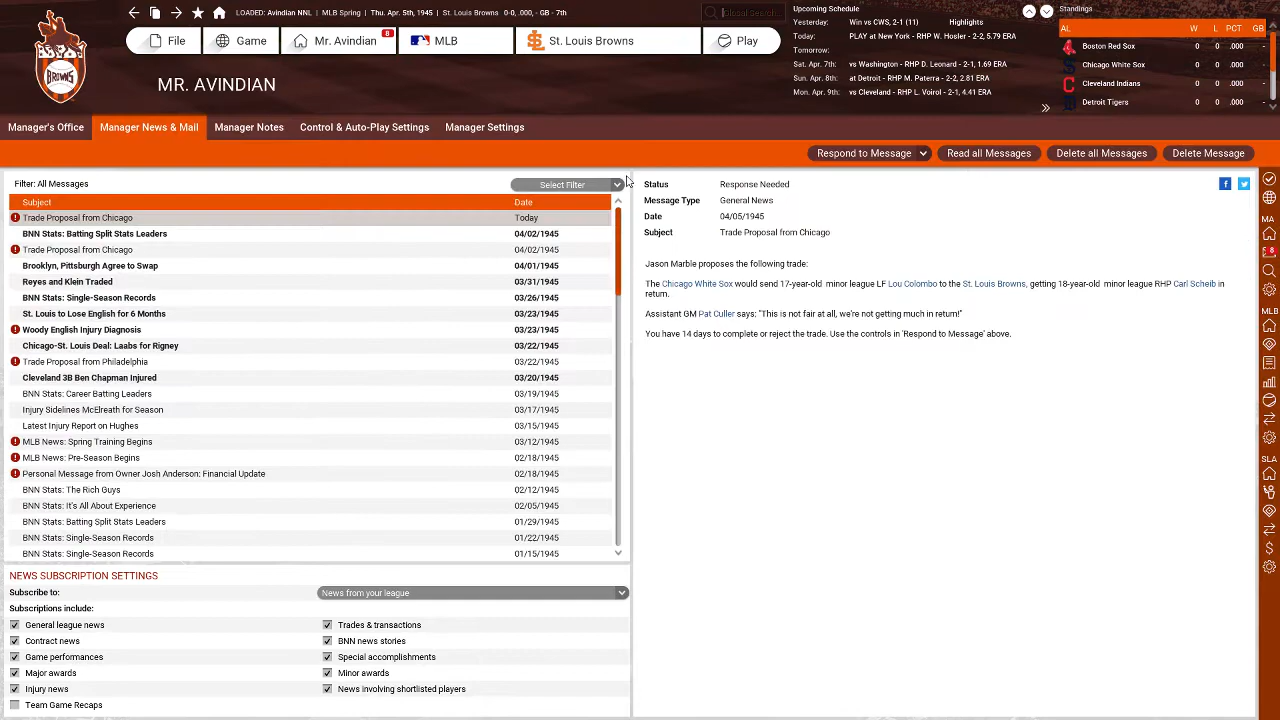 LOADED: Avindian NNL | MLB Spring | Thu. Apr. 5th, 1945 | St. Louis Browns 0-0, .000, - GB - 7th
Global Search...
File
Game
Mr. Avindian
8
MLB
St. Louis Browns
Play
BROWNS
MR. AVINDIAN
Upcoming Schedule
Yesterday: Win vs CWS, 2-1 (11) Highlights
Today: PLAY at New York - RHP W. Hosler - 2-2, 5.79 ERA
Tomorrow:
Sat. Apr. 7th: vs Washington - RHP D. Leonard - 2-1, 1.69 ERA
Sun. Apr. 8th: at Detroit - RHP M. Paterra - 2-2, 2.81 ERA
Mon. Apr. 9th: vs Cleveland - RHP L. Voirol - 2-1, 4.41 ERA
Standings
AL W L PCT GB
Boston Red Sox 0 0 .000 -
Chicago White Sox 0 0 .000 -
Cleveland Indians 0 0 .000 -
Detroit Tigers 0 0 .000 -
Manager's Office
Manager News & Mail
Manager Notes
Control & Auto-Play Settings
Manager Settings
Respond to Message
Read all Messages
Delete all Messages
Delete Message
Filter: All Messages
Select Filter
Subject Date
Trade Proposal from Chicago Today
BNN Stats: Batting Split Stats Leaders 04/02/1945
Trade Proposal from Chicago 04/02/1945
Brooklyn, Pittsburgh Agree to Swap 04/01/1945
Reyes and Klein Traded 03/31/1945
BNN Stats: Single-Season Records 03/26/1945
St. Louis to Lose English for 6 Months 03/23/1945
Woody English Injury Diagnosis 03/23/1945
Chicago-St. Louis Deal: Laabs for Rigney 03/22/1945
Trade Proposal from Philadelphia 03/22/1945
Cleveland 3B Ben Chapman Injured 03/20/1945
BNN Stats: Career Batting Leaders 03/19/1945
Injury Sidelines McElreath for Season 03/17/1945
Latest Injury Report on Hughes 03/15/1945
MLB News: Spring Training Begins 03/12/1945
MLB News: Pre-Season Begins 02/18/1945
Personal Message from Owner Josh Anderson: Financial Update 02/18/1945
BNN Stats: The Rich Guys 02/12/1945
BNN Stats: It's All About Experience 02/05/1945
BNN Stats: Batting Split Stats Leaders 01/29/1945
BNN Stats: Single-Season Records 01/22/1945
BNN Stats: Single-Season Records 01/15/1945
NEWS SUBSCRIPTION SETTINGS
Subscribe to: News from your league
Subscriptions include:
General league news Trades & transactions
Contract news BNN news stories
Game performances Special accomplishments
Major awards Minor awards
Injury news News involving shortlisted players
Team Game Recaps
Status Response Needed
Message Type General News
Date 04/05/1945
Subject Trade Proposal from Chicago
Jason Marble proposes the following trade:
The Chicago White Sox would send 17-year-old minor league LF Lou Colombo to the St. Louis Browns, getting 18-year-old minor league RHP Carl Scheib in
return.
Assistant GM Pat Culler says: "This is not fair at all, we're not getting much in return!"
You have 14 days to complete or reject the trade. Use the controls in 'Respond to Message' above.
MA
8
MLB
SLA